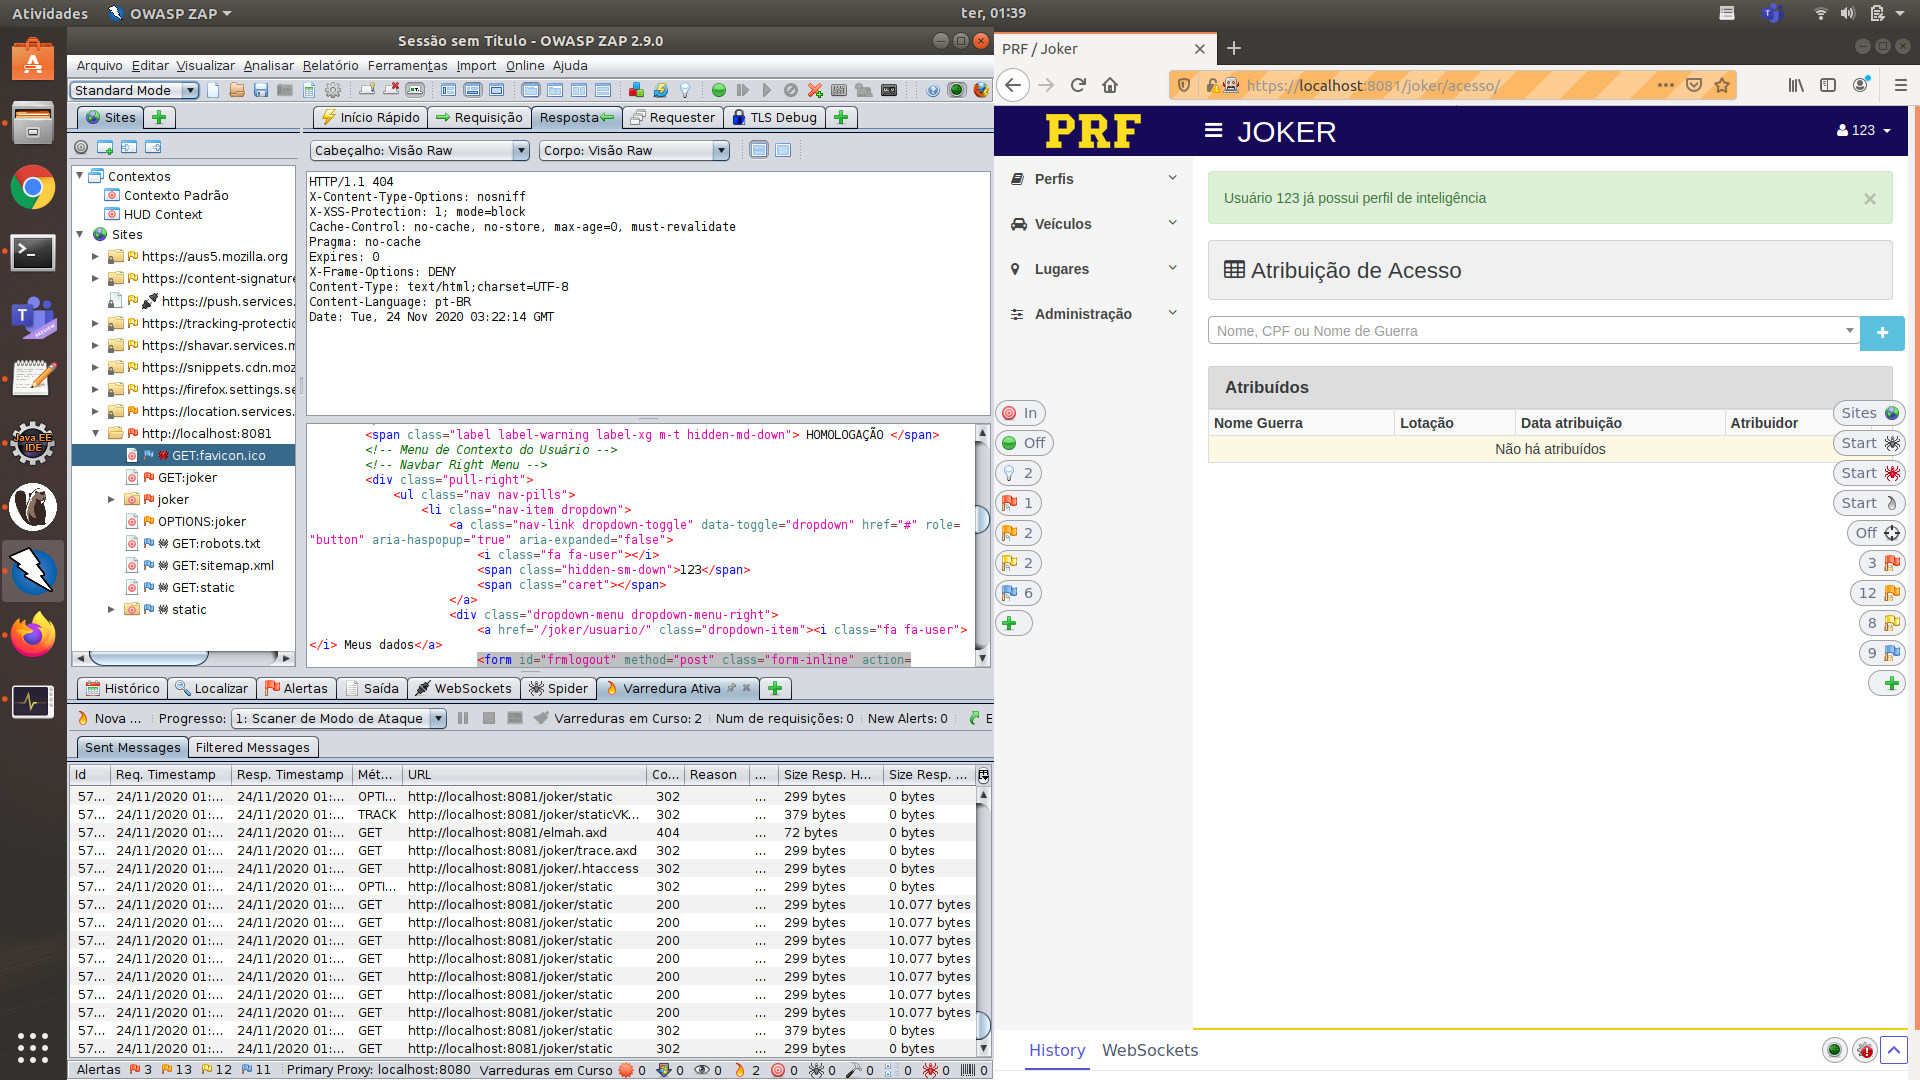 Atividades
OWASP ZAP
ter, 01:39
Sessão sem Título - OWASP ZAP 2.9.0
Arquivo Editar Visualizar Analisar Relatório Ferramentas Import Online Ajuda
Standard Mode
Sites
Início Rápido
Requisição
Resposta
Requester
TLS Debug
Cabeçalho: Visão Raw
Corpo: Visão Raw
Contextos
Contexto Padrão
HUD Context
Sites
https://aus5.mozilla.org
https://content-signature
https://push.services.
https://tracking-protectic
https://shavar.services.m
https://snippets.cdn.moz
https://firefox.settings.se
https://location.services.
http://localhost:8081
GET:favicon.ico
GET:joker
joker
OPTIONS:joker
GET:robots.txt
GET:sitemap.xml
GET:static
static
HTTP/1.1 404
X-Content-Type-Options: nosniff
X-XSS-Protection: 1; mode=block
Cache-Control: no-cache, no-store, max-age=0, must-revalidate
Pragma: no-cache
Expires: 0
X-Frame-Options: DENY
Content-Type: text/html;charset=UTF-8
Content-Language: pt-BR
Date: Tue, 24 Nov 2020 03:22:14 GMT
<span class="label label-warning label-xg m-t hidden-md-down"> HOMOLOGAÇÃO </span>
<!-- Menu de Contexto do Usuário -->
<!-- Navbar Right Menu -->
<div class="pull-right">
<ul class="nav nav-pills">
<li class="nav-item dropdown">
<a class="nav-link dropdown-toggle" data-toggle="dropdown" href="#" role=
"button" aria-haspopup="true" aria-expanded="false">
<i class="fa fa-user"></i>
<span class="hidden-sm-down">123</span>
<span class="caret"></span>
</a>
<div class="dropdown-menu dropdown-menu-right">
<a href="/joker/usuario/" class="dropdown-item"><i class="fa fa-user">
</i> Meus dados</a>
<form id="frmlogout" method="post" class="form-inline" action=
Histórico
Localizar
Alertas
Saída
WebSockets
Spider
Varredura Ativa
Nova ...
Progresso:
1: Scaner de Modo de Ataque
Varreduras em Curso: 2
Num de requisições: 0
New Alerts: 0
E
Sent Messages
Filtered Messages
Id Req. Timestamp Resp. Timestamp Mét... URL Co... Reason ... Size Resp. H... Size Resp. ...
57... 24/11/2020 01:... 24/11/2020 01:... OPTI... http://localhost:8081/joker/static 302 ... 299 bytes 0 bytes
57... 24/11/2020 01:... 24/11/2020 01:... TRACK http://localhost:8081/joker/staticVK... 302 ... 379 bytes 0 bytes
57... 24/11/2020 01:... 24/11/2020 01:... GET http://localhost:8081/elmah.axd 404 ... 72 bytes 0 bytes
57... 24/11/2020 01:... 24/11/2020 01:... GET http://localhost:8081/joker/trace.axd 302 ... 299 bytes 0 bytes
57... 24/11/2020 01:... 24/11/2020 01:... GET http://localhost:8081/joker/.htaccess 302 ... 299 bytes 0 bytes
57... 24/11/2020 01:... 24/11/2020 01:... OPTI... http://localhost:8081/joker/static 302 ... 299 bytes 0 bytes
57... 24/11/2020 01:... 24/11/2020 01:... GET http://localhost:8081/joker/static 200 ... 299 bytes 10.077 bytes
57... 24/11/2020 01:... 24/11/2020 01:... GET http://localhost:8081/joker/static 200 ... 299 bytes 10.077 bytes
57... 24/11/2020 01:... 24/11/2020 01:... GET http://localhost:8081/joker/static 200 ... 299 bytes 10.077 bytes
57... 24/11/2020 01:... 24/11/2020 01:... GET http://localhost:8081/joker/static 200 ... 299 bytes 10.077 bytes
57... 24/11/2020 01:... 24/11/2020 01:... GET http://localhost:8081/joker/static 200 ... 299 bytes 10.077 bytes
57... 24/11/2020 01:... 24/11/2020 01:... GET http://localhost:8081/joker/static 200 ... 299 bytes 10.077 bytes
57... 24/11/2020 01:... 24/11/2020 01:... GET http://localhost:8081/joker/static 200 ... 299 bytes 10.077 bytes
57... 24/11/2020 01:... 24/11/2020 01:... GET http://localhost:8081/joker/static 302 ... 379 bytes 0 bytes
57... 24/11/2020 01:... 24/11/2020 01:... GET http://localhost:8081/joker/static 302 ... 299 bytes 0 bytes
Alertas 3 13 12 11 Primary Proxy: localhost:8080 Varreduras em Curso 0 0 0 2 0 0 0 0 0 0
PRF / Joker
https://localhost:8081/joker/acesso/
PRF
JOKER
123
Perfis
Veículos
Lugares
Administração
Usuário 123 já possui perfil de inteligência
×
Atribuição de Acesso
Nome, CPF ou Nome de Guerra
+
Atribuídos
Nome Guerra Lotação Data atribuição Atribuidor
Não há atribuídos
In
Off
2
1
2
2
6
Sites
Start
Start
Start
Off
3
12
8
9
History
WebSockets